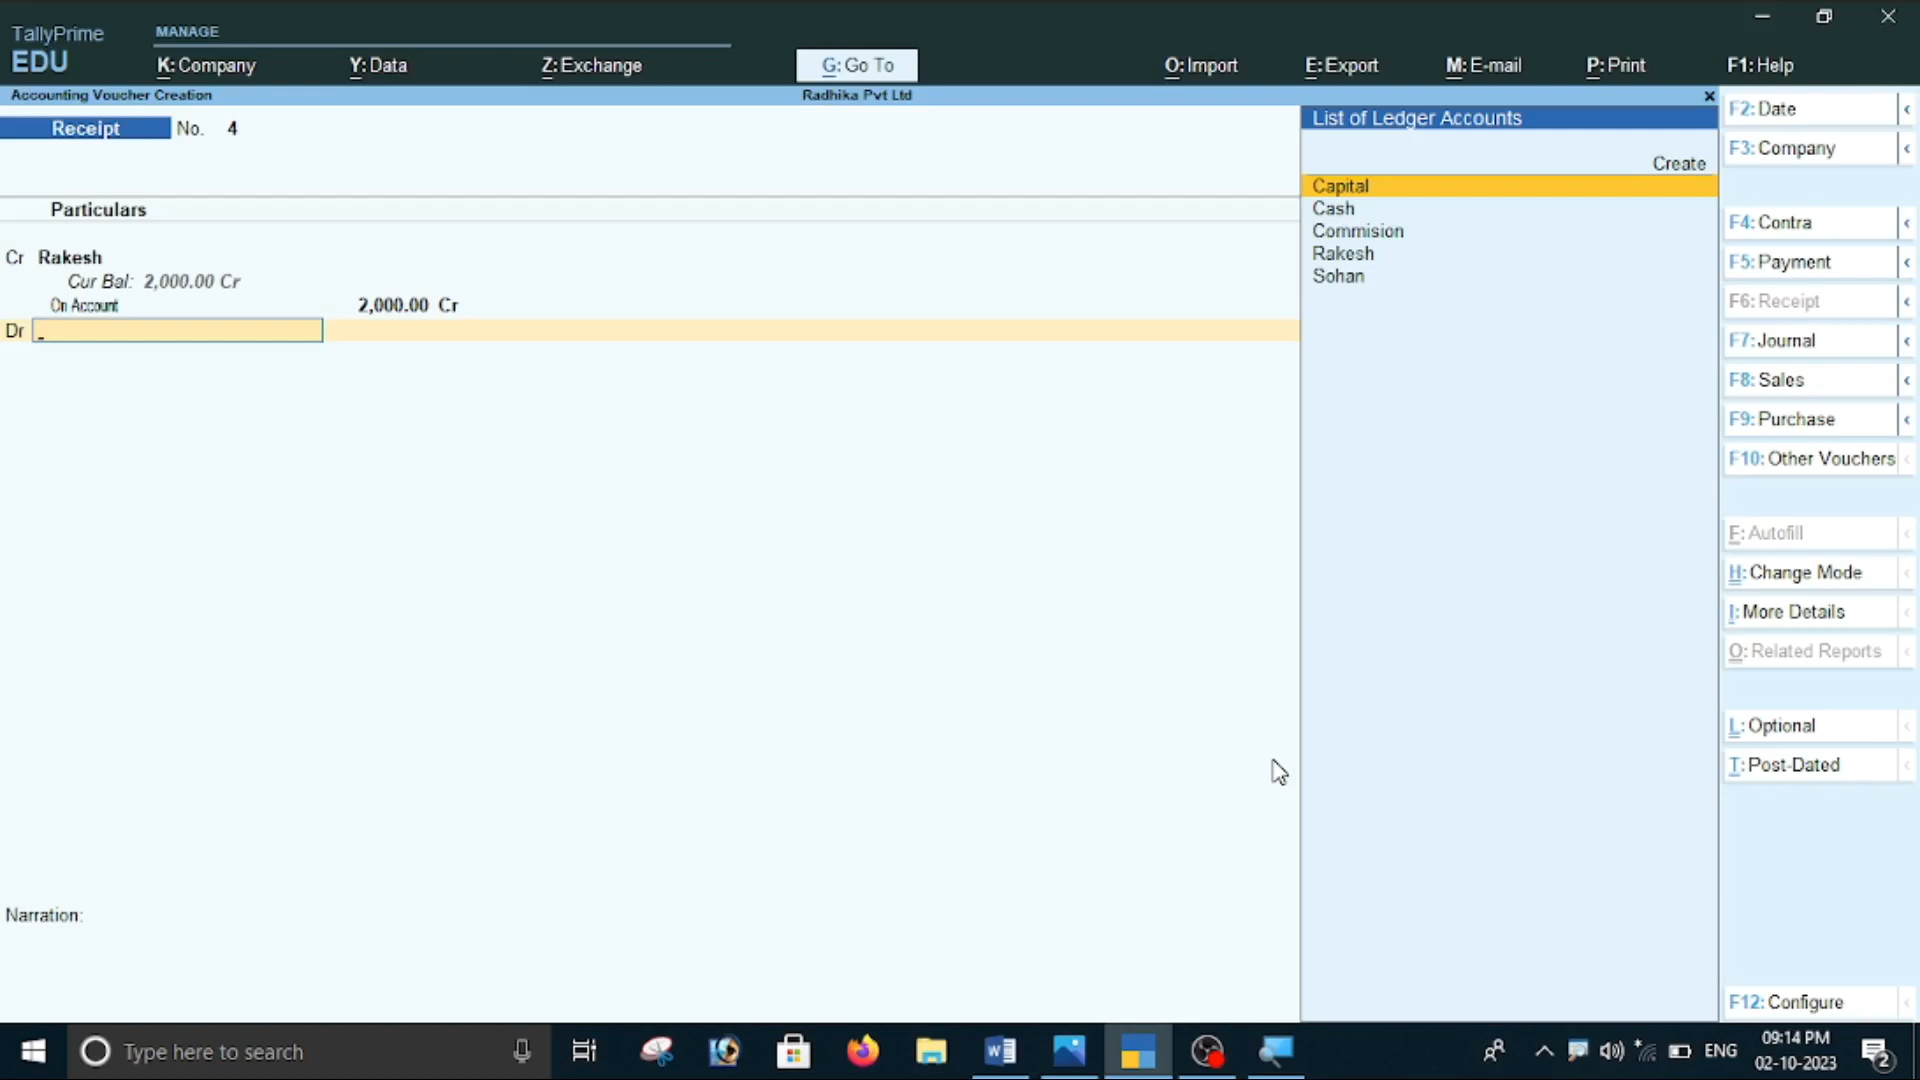 TallyPrime
EDU
MANAGE
K: Company
Y: Data
Z: Exchange
G: Go To
O: Import
E: Export
M: E-mail
P: Print
F1: Help
Accounting Voucher Creation
Radhika Pvt Ltd
Receipt No. 4
Particulars
Cr Rakesh
Cur Bal: 2,000.00 Cr
On Account 2,000.00 Cr
Dr
Narration:
List of Ledger Accounts
Create
Capital
Cash
Commision
Rakesh
Sohan
F2: Date
F3: Company
F4: Contra
F5: Payment
F6: Receipt
F7: Journal
F8: Sales
F9: Purchase
F10: Other Vouchers
F: Autofill
H: Change Mode
I: More Details
O: Related Reports
L: Optional
T: Post-Dated
F12: Configure
Type here to search
ENG
09:14 PM
02-10-2023
2